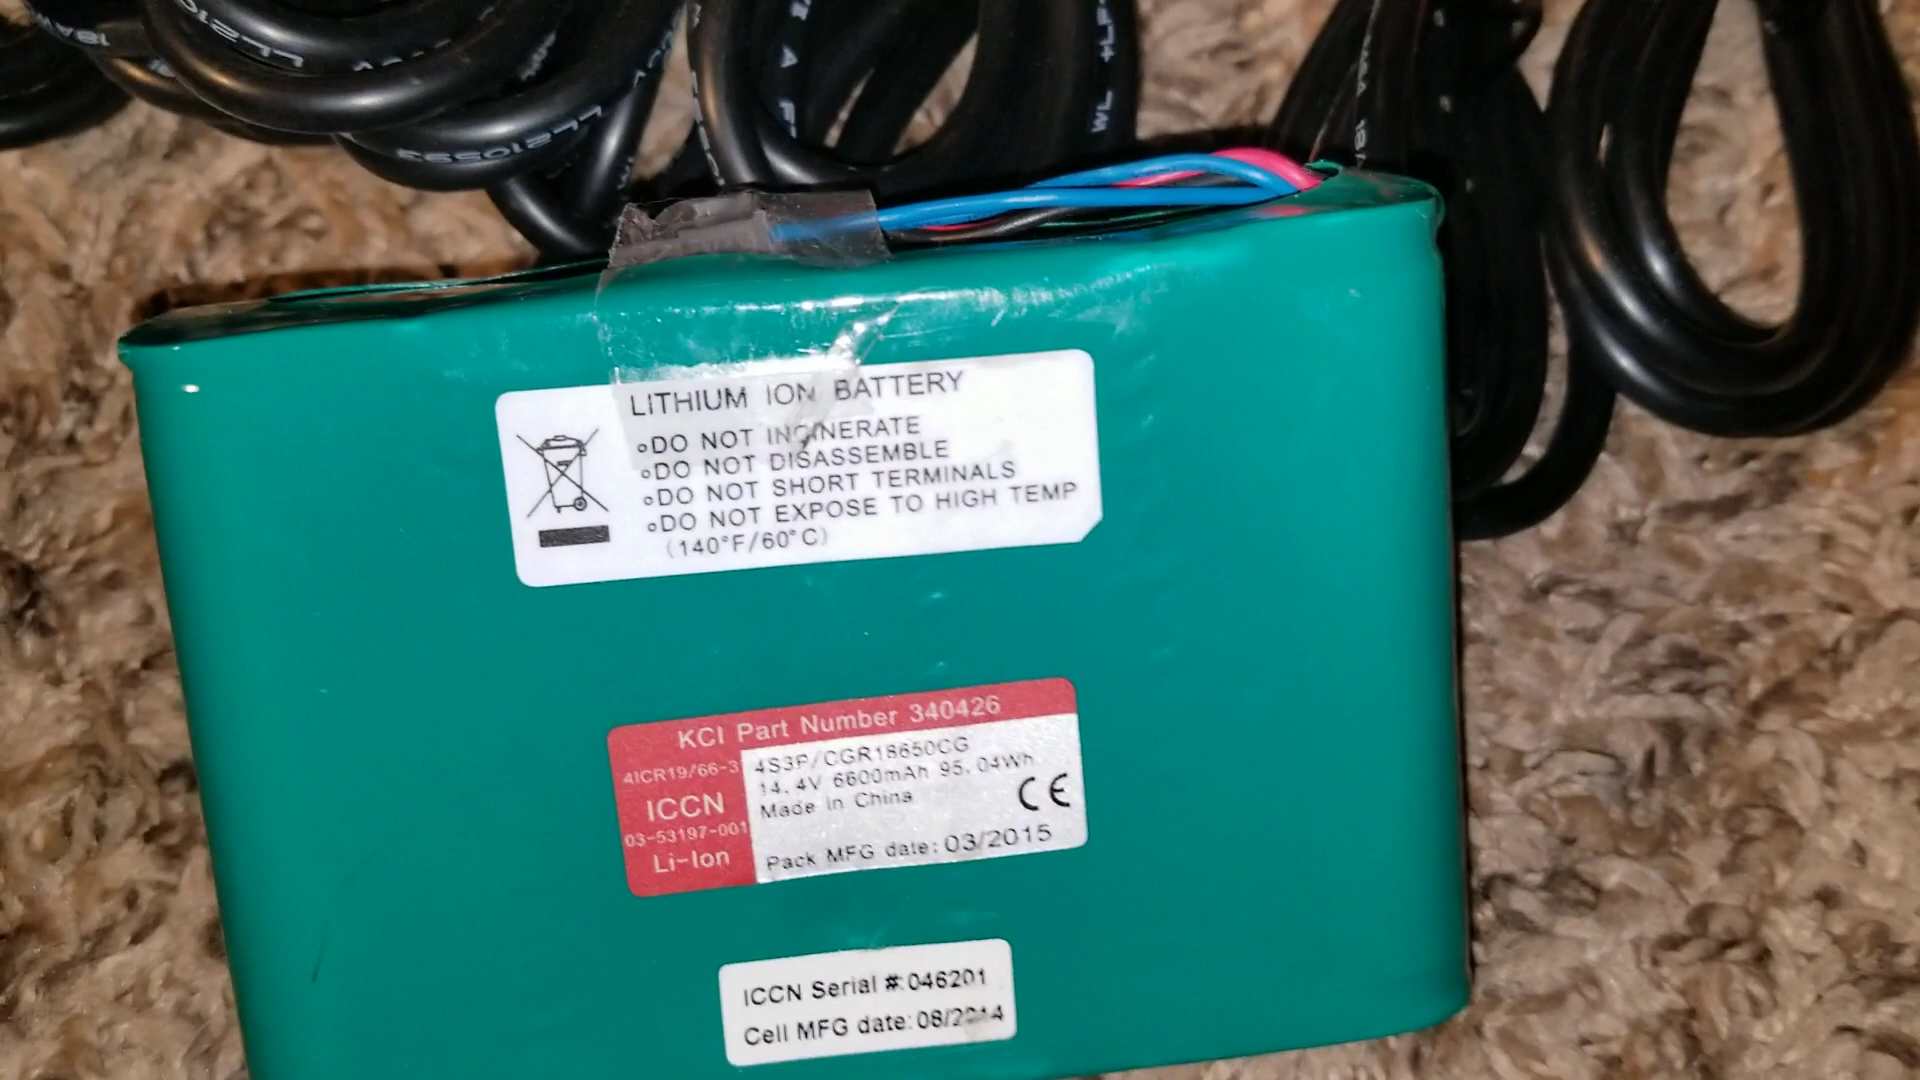 LL210593
LITHIUM ION BATTERY
DO NOT INCINERATE
DO NOT DISASSEMBLE
DO NOT SHORT TERMINALS
DO NOT EXPOSE TO HIGH TEMP
(140°F/60°C)
KCI Part Number 340426
4ICR19/66-3
ICCN
03-53197-001
Li-Ion
4S3P/CGR18650CG
14.4V 6600mAh 95.04Wh
Made in China
CE
Pack MFG date: 03/2015
ICCN Serial #:046201
Cell MFG date: 08/2014